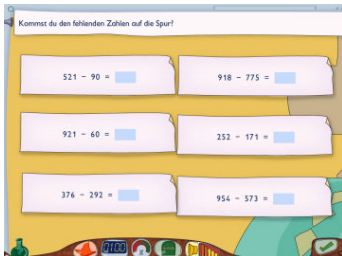 Kommst du den fehlenden Zahlen auf die Spur?
521 - 90 =
918 - 775 =
921 - 60 =
252 - 171 =
376 - 292 =
954 - 573 =